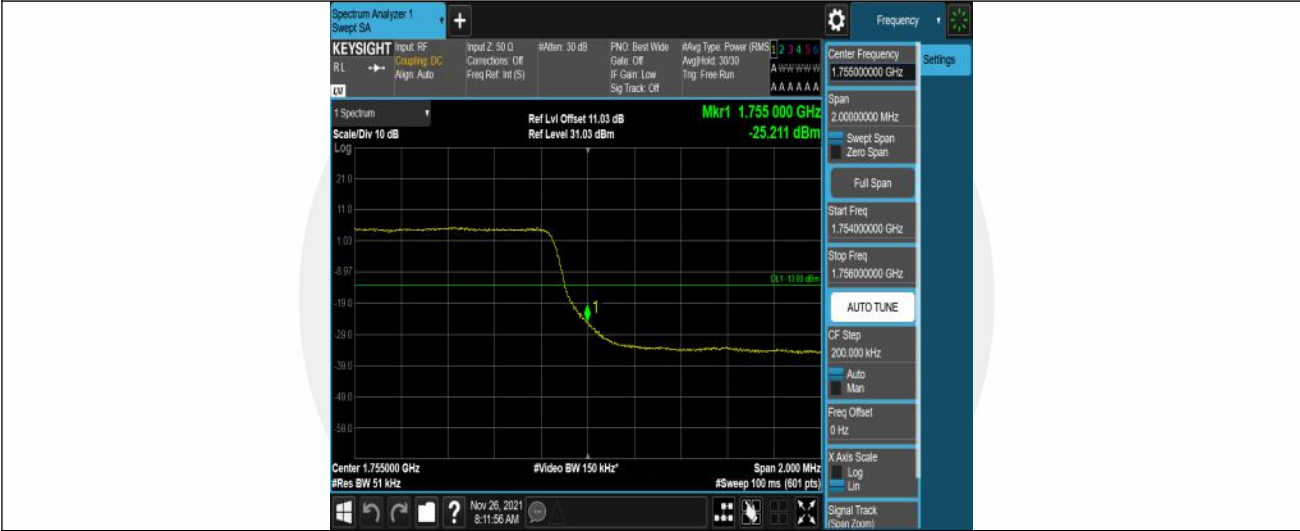 Spectrum Analyzer 1
Swept SA
+
Frequency
KEYSIGHT
RL
Input: RF
Coupling: DC
Align: Auto
Input Z: 50 Ω
Corrections: Off
Freq Ref: Int (S)
#Atten: 30 dB
PNO: Best Wide
Gate: Off
IF Gain: Low
Sig Track: Off
#Avg Type: Power (RMS
Avg|Hold: 30/30
Trig: Free Run
1 2 3 4 5 6
A W W W W W
A A A A A A
Center Frequency
1.755000000 GHz
Settings
Span
2.00000000 MHz
Swept Span
Zero Span
Full Span
Start Freq
1.754000000 GHz
Stop Freq
1.756000000 GHz
AUTO TUNE
CF Step
200.000 kHz
Auto
Man
Freq Offset
0 Hz
X Axis Scale
Log
Lin
Signal Track
(Span Zoom)
1 Spectrum
Scale/Div 10 dB
Log
Ref Lvl Offset 11.03 dB
Ref Level 31.03 dBm
Mkr1 1.755 000 GHz
-25.211 dBm
21.0
11.0
1.03
-8.97
-19.0
-29.0
-39.0
-49.0
-59.0
DL1 -13.00 dBm
1
Center 1.755000 GHz
#Res BW 51 kHz
#Video BW 150 kHz*
Span 2.000 MHz
#Sweep 100 ms (601 pts)
?
Nov 26, 2021
8:11:56 AM